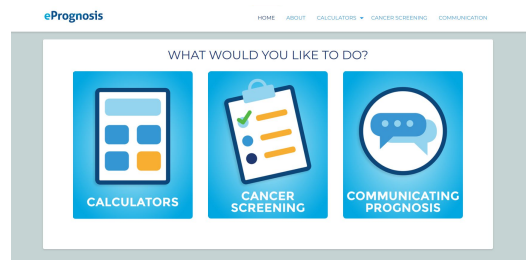 ePrognosis
HOME ABOUT CALCULATORS CANCER SCREENING COMMUNICATION
WHAT WOULD YOU LIKE TO DO?
CALCULATORS
CANCER
SCREENING
COMMUNICATING
PROGNOSIS